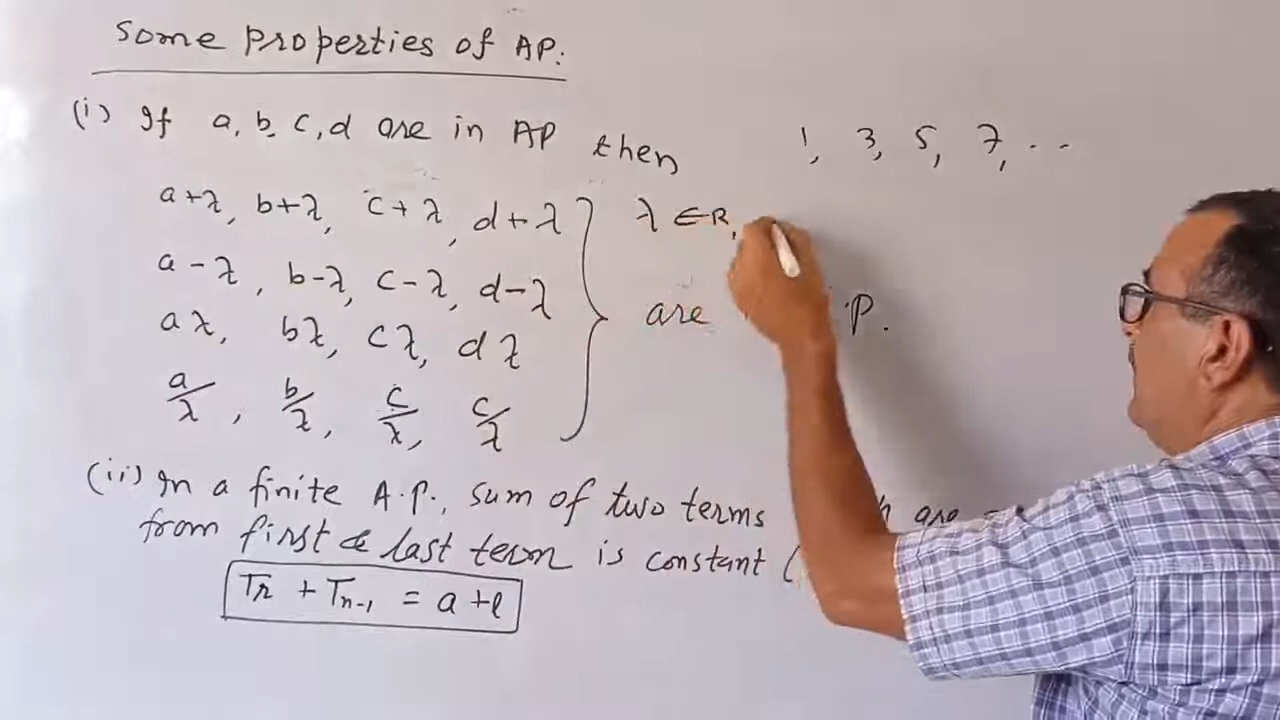 Some properties of AP.
(i) If a, b, c, d are in AP then
1, 3, 5, 7, ...
a+λ, b+λ, c+λ, d+λ } λ ∈ R,
a-λ, b-λ, c-λ, d-λ
are P.
aλ, bλ, cλ, dλ
a/λ, b/λ, c/λ, c/λ
(ii) In a finite A.P., sum of two terms are
from first & last term is constant (
Tr + Tn-1 = a + l